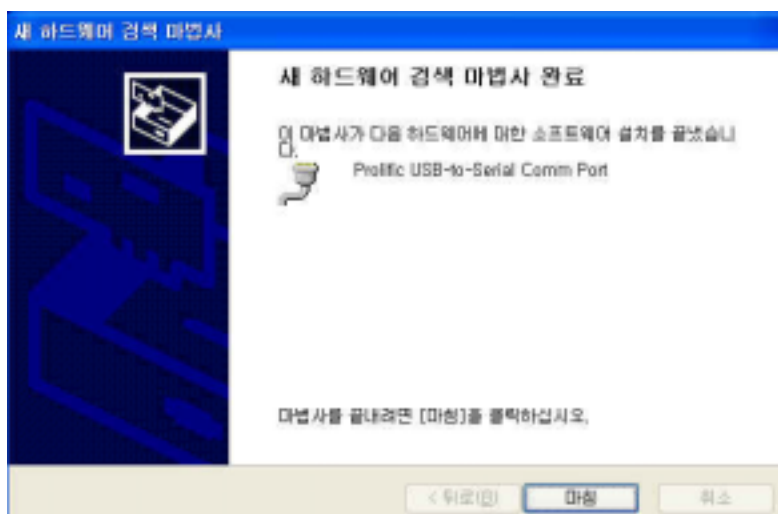 새 하드웨어 검색 마법사
새 하드웨어 검색 마법사 완료
이 마법사가 다음 하드웨어에 대한 소프트웨어 설치를 끝냈습니
다.
Prolific USB-to-Serial Comm Port
마법사를 끝내려면 [마침]을 클릭하십시오.
< 뒤로(B)
마침
취소